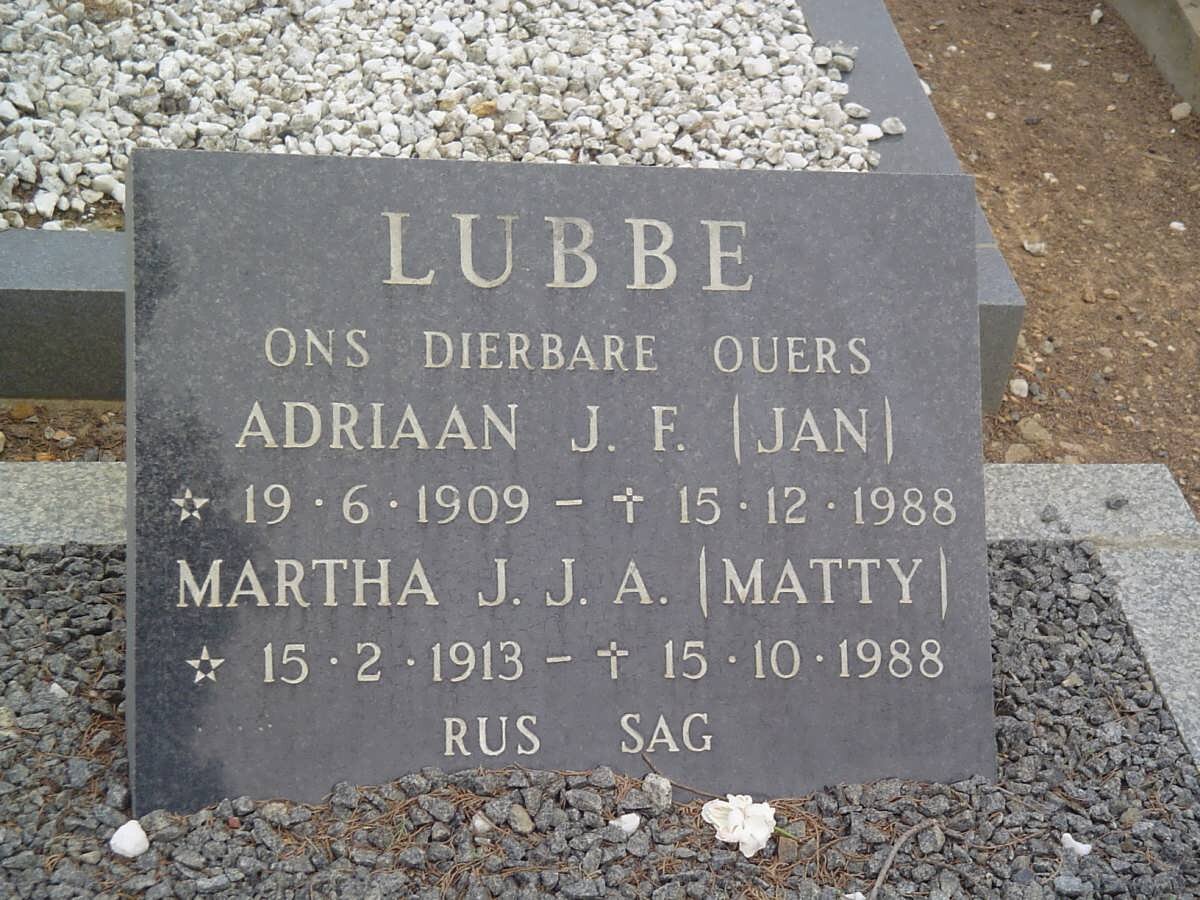 LUBBE
ONS DIERBARE OUERS
ADRIAAN J. F. (JAN)
☆ 19 · 6 · 1909 – ✝ 15 · 12 · 1988
MARTHA J. J. A. (MATTY)
☆ 15 · 2 · 1913 – ✝ 15 · 10 · 1988
RUS SAG